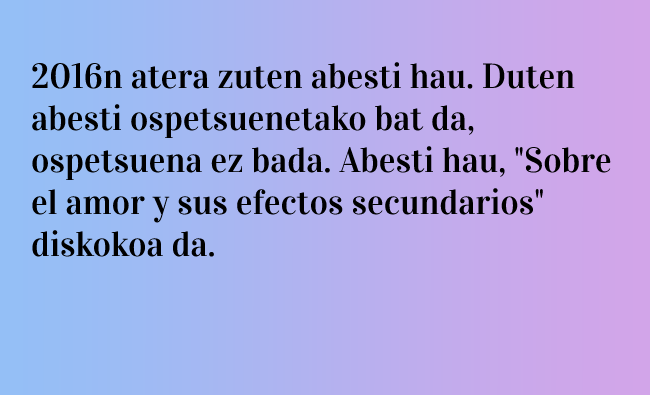 2016n atera zuten abesti hau. Duten
abesti ospetsuenetako bat da,
ospetsuena ez bada. Abesti hau, "Sobre
el amor y sus efectos secundarios"
diskokoa da.